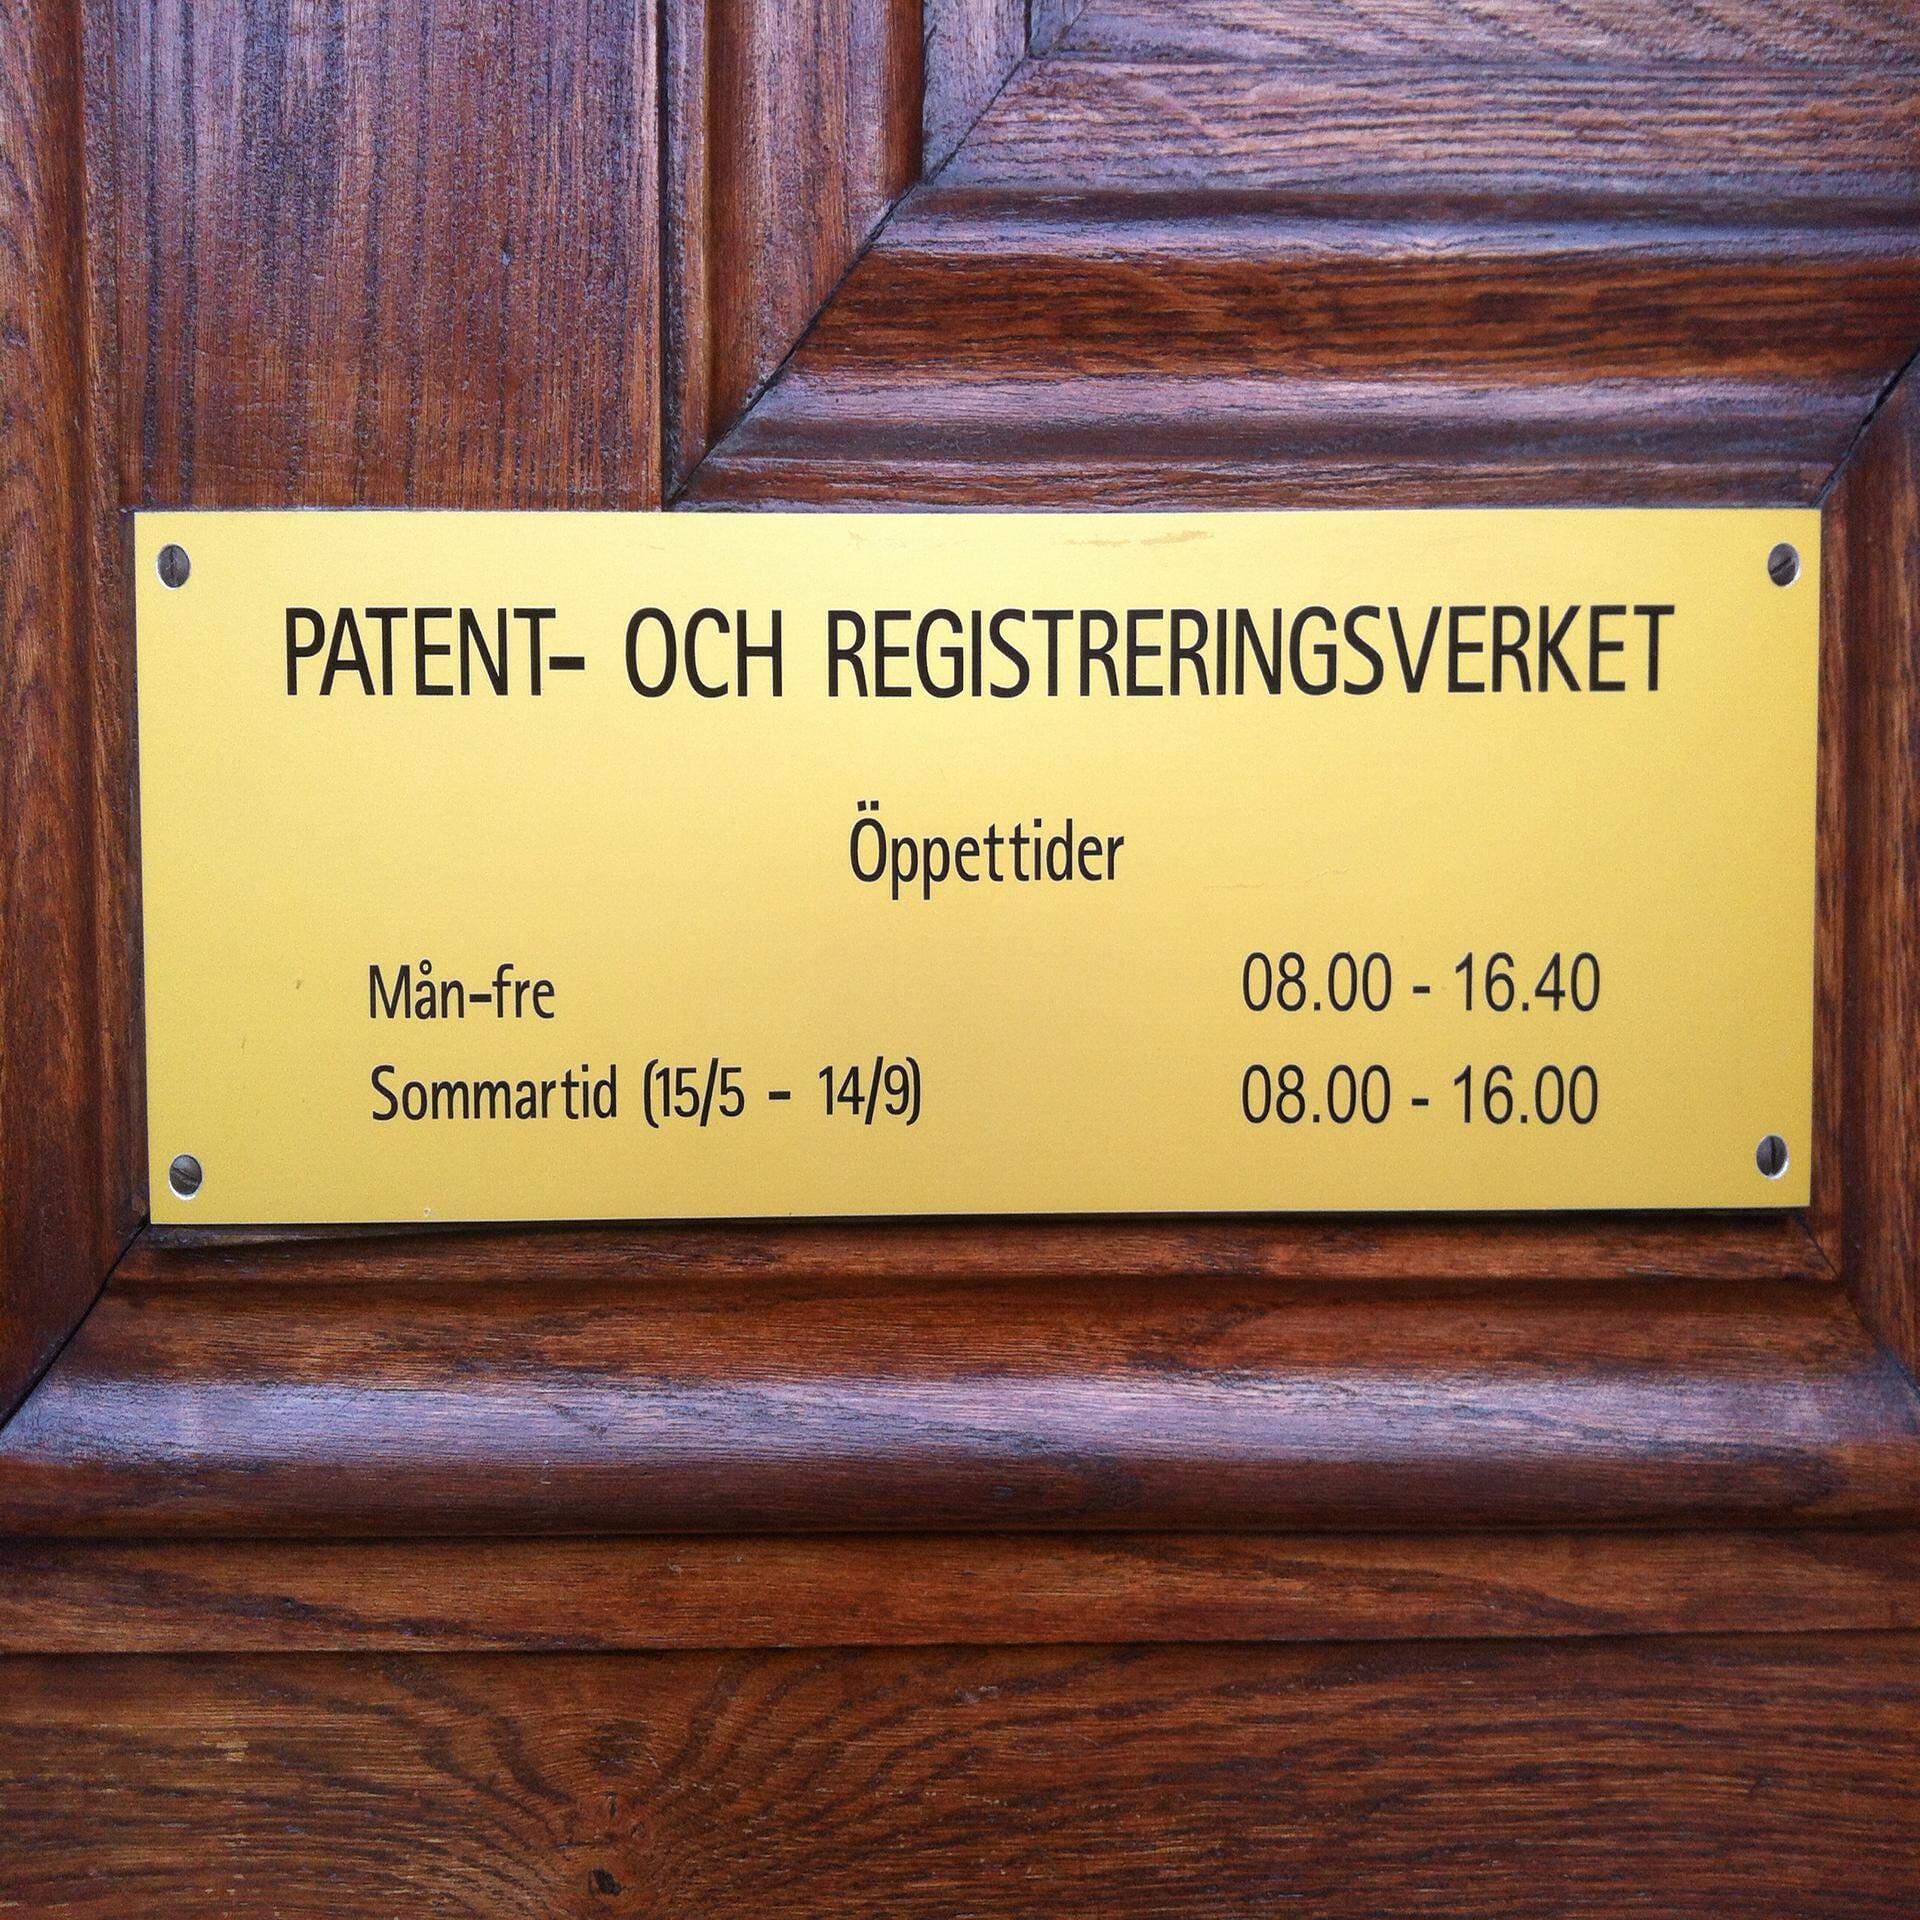 PATENT- OCH REGISTRERINGSVERKET
Öppettider
Mån-fre 08.00 - 16.40
Sommartid (15/5 - 14/9) 08.00 - 16.00